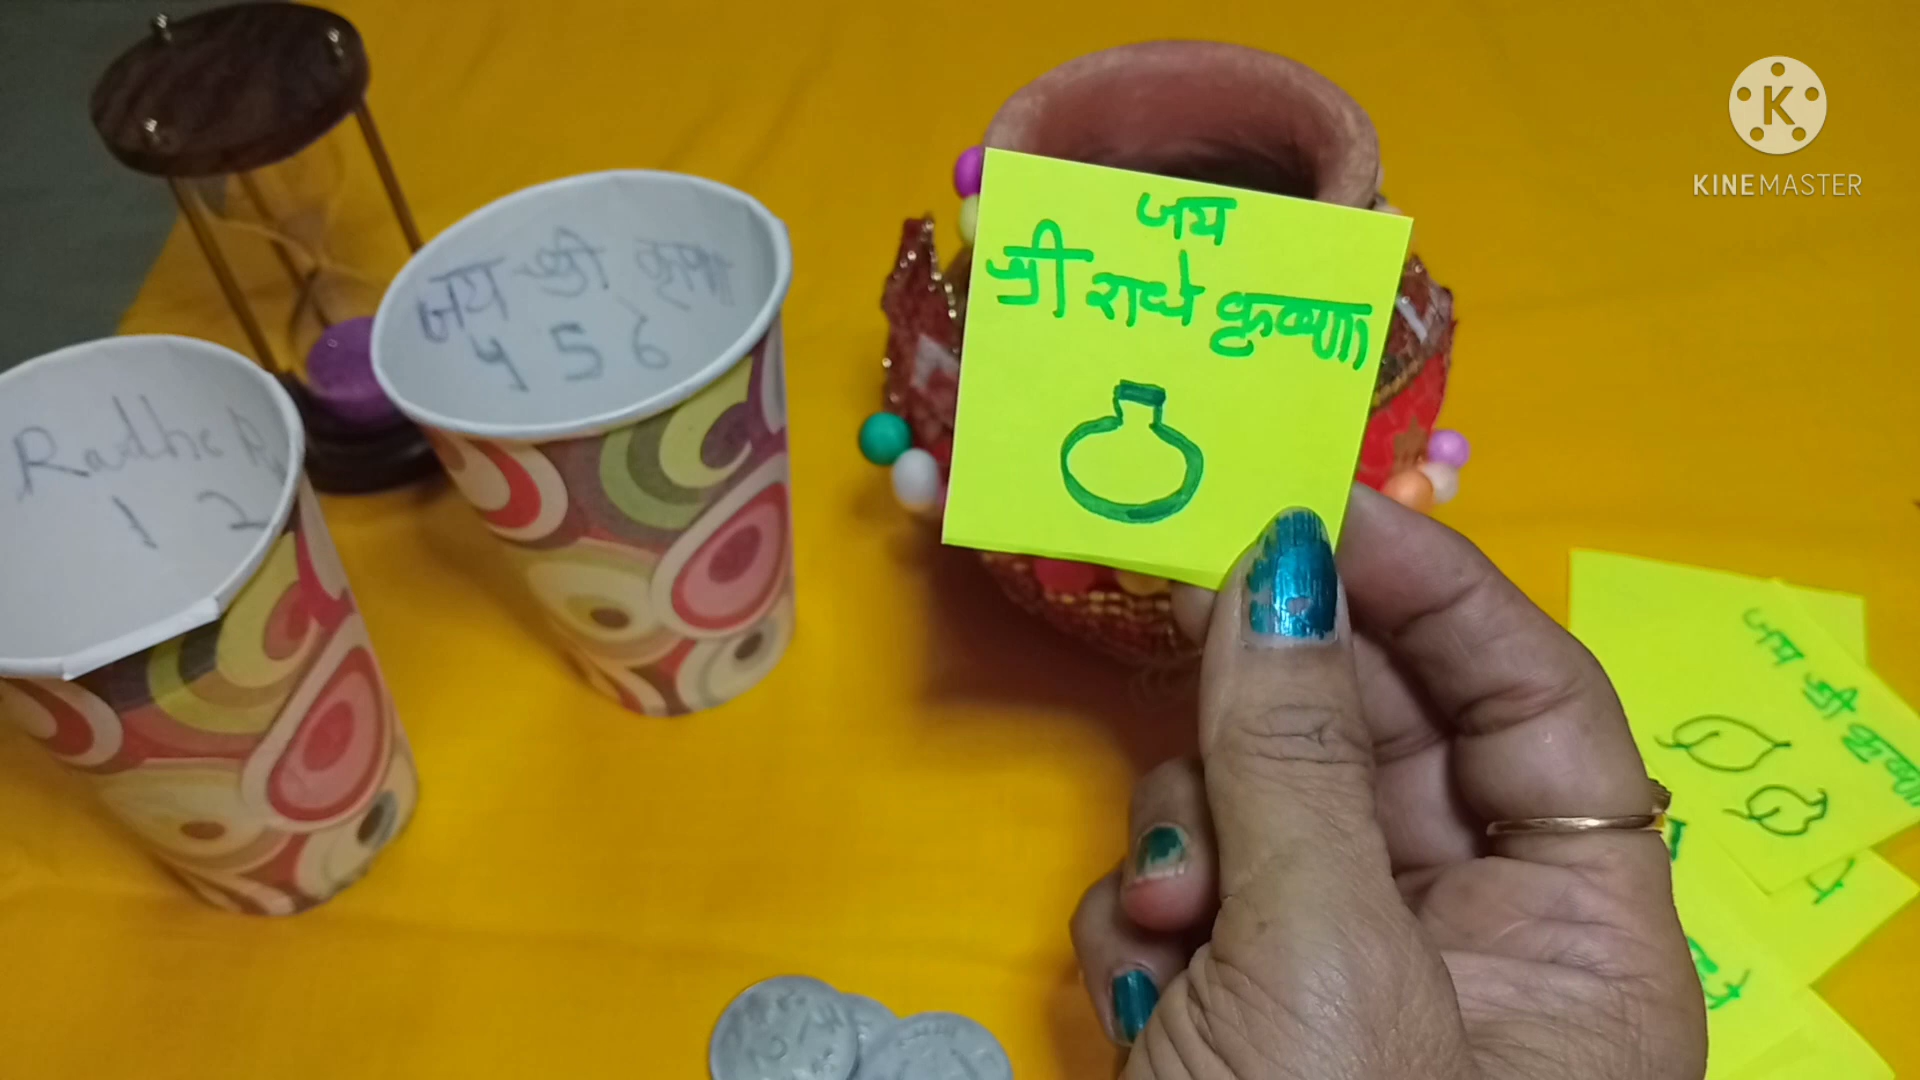 जय
श्री राधे कृष्णा
जय श्री कृष्णा
4 5 6
Radhe
1 2
KINEMASTER